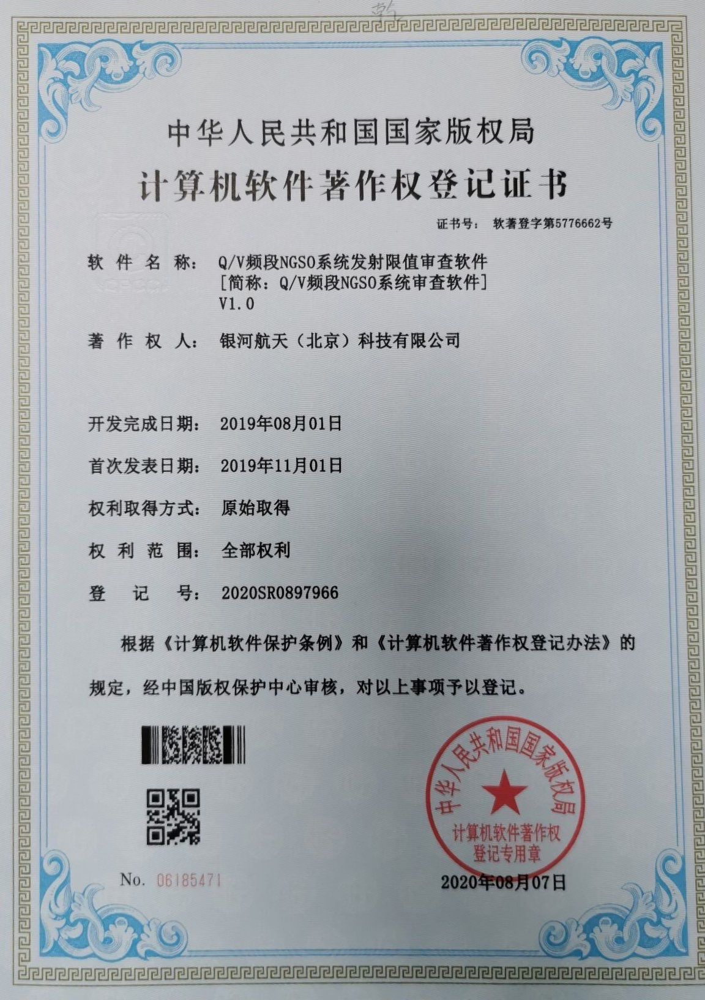 中华人民共和国国家版权局
计算机软件著作权登记证书
证书号： 软著登字第5776662号
软件名称： Q/V频段NGSO系统发射限值审查软件
[简称：Q/V频段NGSO系统审查软件]
V1.0
著作权人： 银河航天（北京）科技有限公司
开发完成日期： 2019年08月01日
首次发表日期： 2019年11月01日
权利取得方式： 原始取得
权利范围： 全部权利
登记号： 2020SR0897966
根据《计算机软件保护条例》和《计算机软件著作权登记办法》的
规定，经中国版权保护中心审核，对以上事项予以登记。
中华人民共和国国家版权局
计算机软件著作权
登记专用章
No. 06185471
2020年08月07日